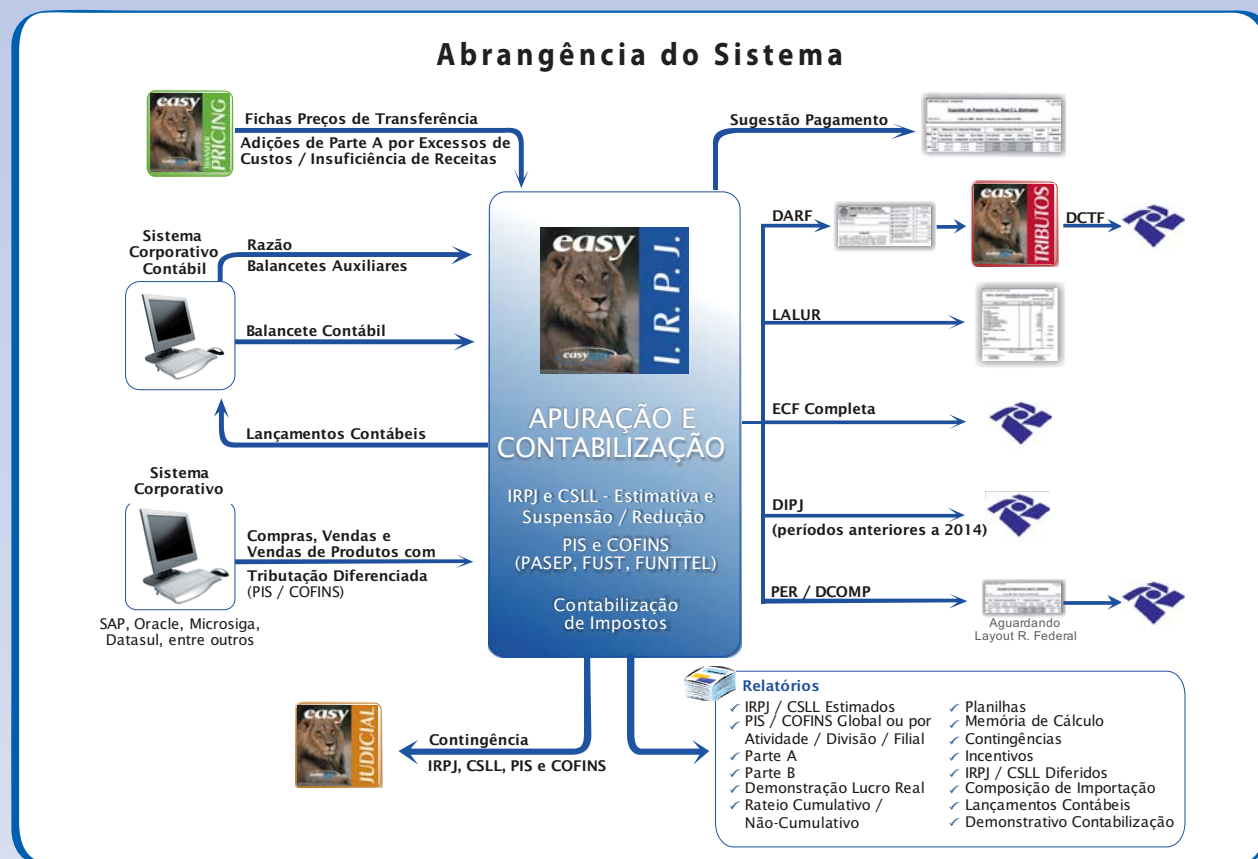 Abrangência do Sistema
easy
TRANSFER
PRICING
Fichas Preços de Transferência
Adições de Parte A por Excessos de
Custos / Insuficiência de Receitas
Sistema
Corporativo
Contábil
Razão
Balancetes Auxiliares
Balancete Contábil
Lançamentos Contábeis
Sistema
Corporativo
Compras, Vendas e
Vendas de Produtos com
Tributação Diferenciada
(PIS / COFINS)
SAP, Oracle, Microsiga,
Datasul, entre outros
easy
I. R. P. J.
easy
APURAÇÃO E
CONTABILIZAÇÃO
IRPJ e CSLL - Estimativa e
Suspensão / Redução
PIS e COFINS
(PASEP, FUST, FUNTTEL)
Contabilização
de Impostos
Sugestão Pagamento
DARF
easy
TRIBUTOS
DCTF
LALUR
ECF Completa
DIPJ
(períodos anteriores a 2014)
PER / DCOMP
Aguardando
Layout R. Federal
easy
JUDICIAL
Contingência
IRPJ, CSLL, PIS e COFINS
Relatórios
IRPJ / CSLL Estimados
PIS / COFINS Global ou por
Atividade / Divisão / Filial
Parte A
Parte B
Demonstração Lucro Real
Rateio Cumulativo /
Não-Cumulativo
Planilhas
Memória de Cálculo
Contingências
Incentivos
IRPJ / CSLL Diferidos
Composição de Importação
Lançamentos Contábeis
Demonstrativo Contabilização